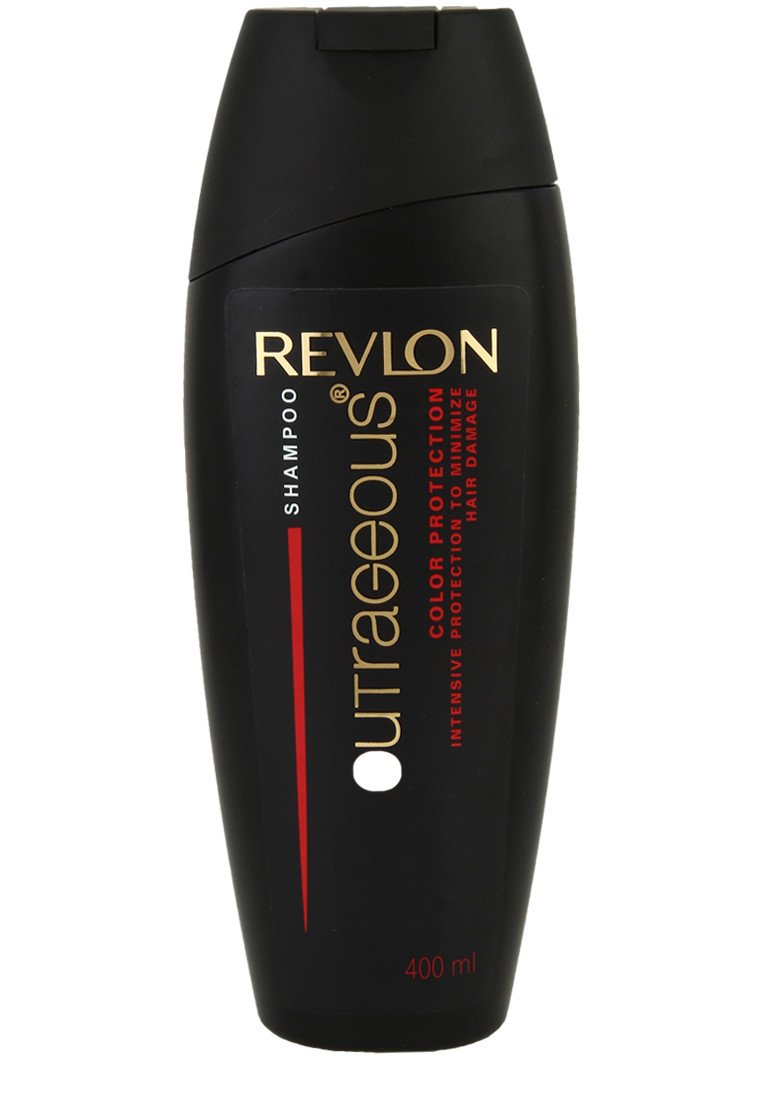 REVLON
SHAMPOO
OUTRAGEOUS®
COLOR PROTECTION
INTENSIVE PROTECTION TO MINIMIZE
HAIR DAMAGE
400 ml